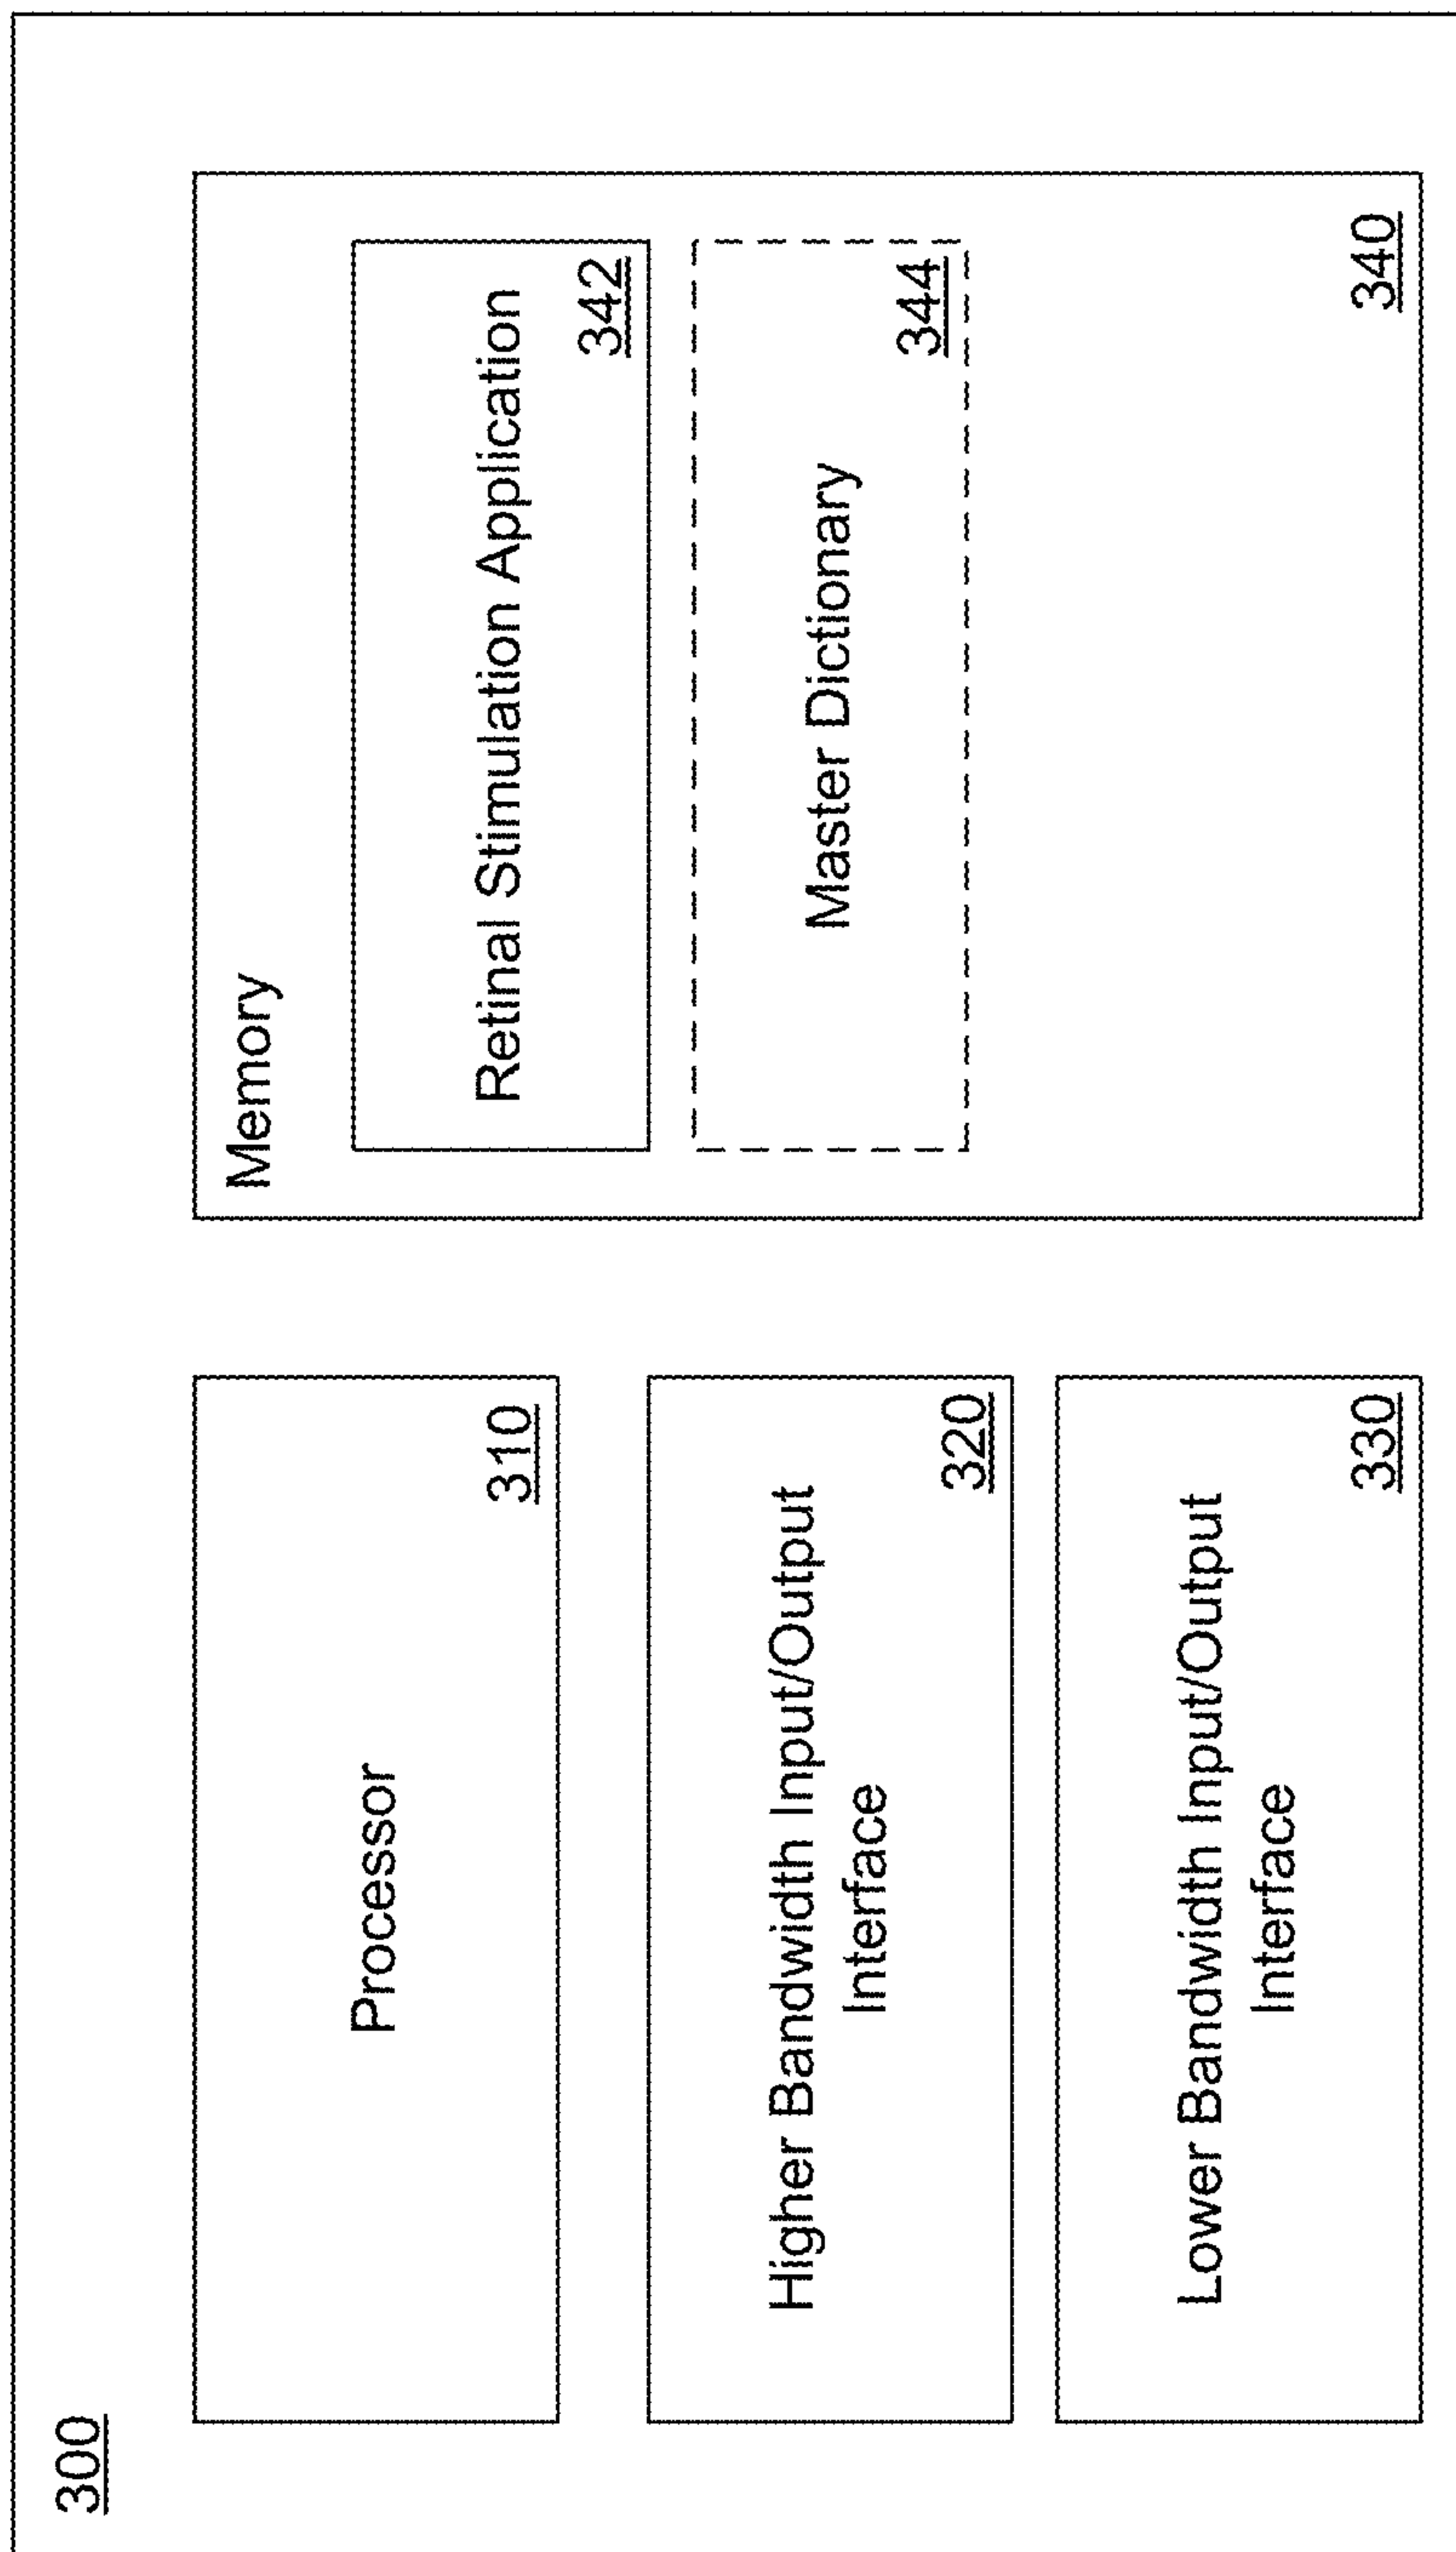 300
Processor
310
Higher Bandwidth Input/Output
Interface
320
Lower Bandwidth Input/Output
Interface
330
Memory
Retinal Stimulation Application
342
Master Dictionary
344
340